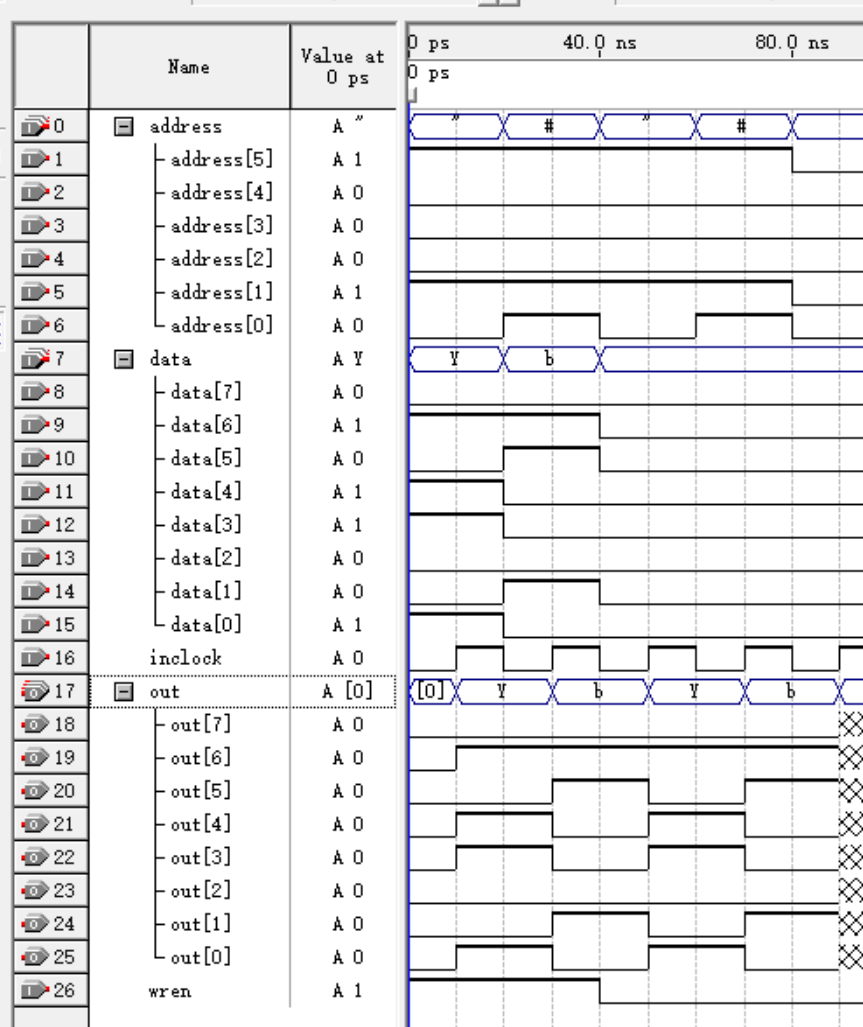 Name Value at 0 ps 0 ps 40.0 ns 80.0 ns
0 ps
0 address A " " # " #
1 address[5] A 1
2 address[4] A 0
3 address[3] A 0
4 address[2] A 0
5 address[1] A 1
6 address[0] A 0
7 data A Y Y b
8 data[7] A 0
9 data[6] A 1
10 data[5] A 0
11 data[4] A 1
12 data[3] A 1
13 data[2] A 0
14 data[1] A 0
15 data[0] A 1
16 inclock A 0
17 out A [0] [0] Y b Y b
18 out[7] A 0
19 out[6] A 0
20 out[5] A 0
21 out[4] A 0
22 out[3] A 0
23 out[2] A 0
24 out[1] A 0
25 out[0] A 0
26 wren A 1